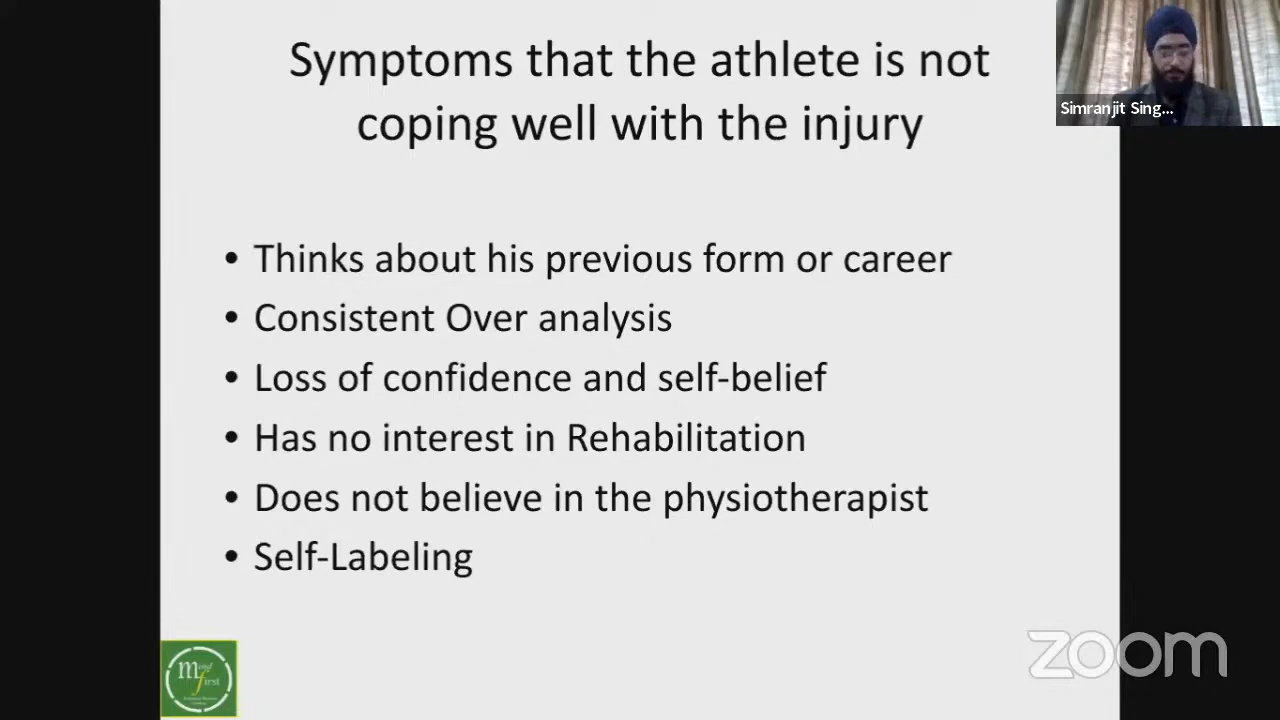 Symptoms that the athlete is not
coping well with the injury
Simranjit Sing...
• Thinks about his previous form or career
• Consistent Over analysis
• Loss of confidence and self-belief
• Has no interest in Rehabilitation
• Does not believe in the physiotherapist
• Self-Labeling
Mind
first
zoom